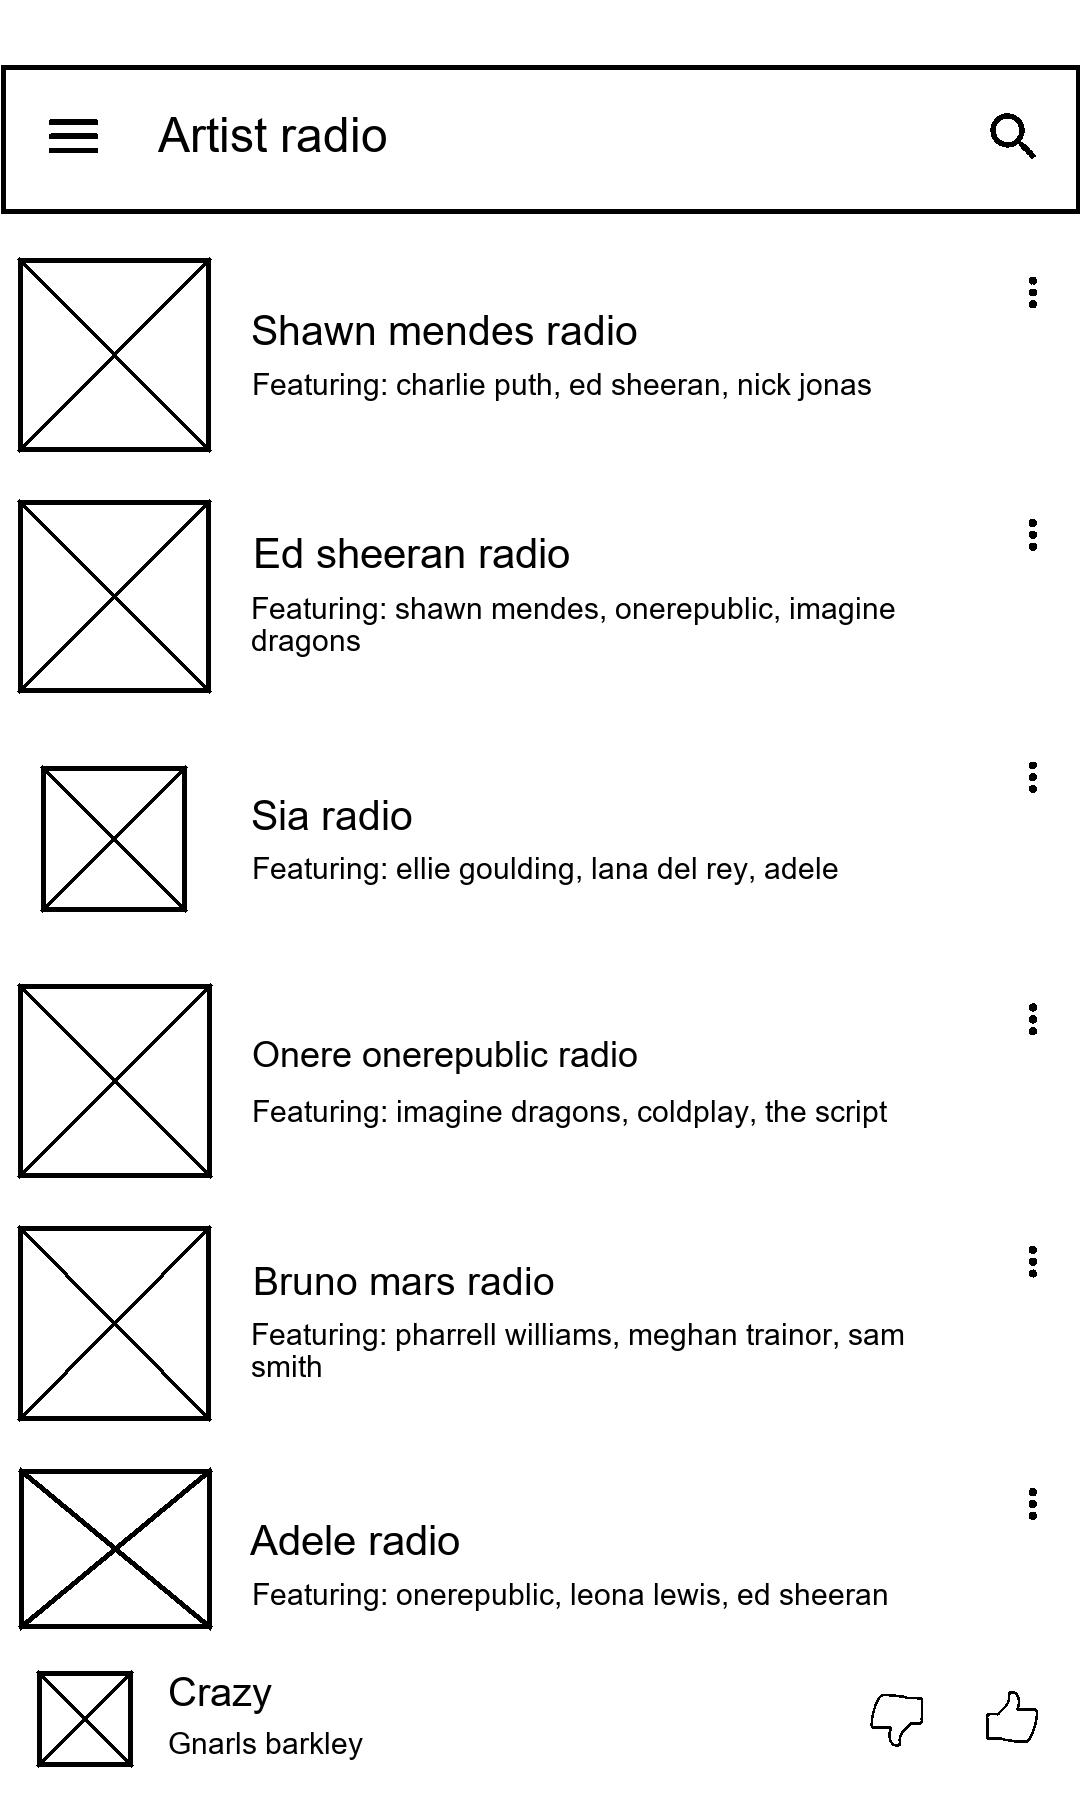 Artist radio
Shawn mendes radio
Featuring: charlie puth, ed sheeran, nick jonas
Ed sheeran radio
Featuring: shawn mendes, onerepublic, imagine
dragons
Sia radio
Featuring: ellie goulding, lana del rey, adele
Onere onerepublic radio
Featuring: imagine dragons, coldplay, the script
Bruno mars radio
Featuring: pharrell williams, meghan trainor, sam
smith
Adele radio
Featuring: onerepublic, leona lewis, ed sheeran
Crazy
Gnarls barkley